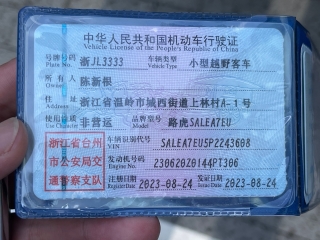 中华人民共和国机动车行驶证
Vehicle License of the People's Republic of China
号牌号码 浙JL3333 车辆类型 小型越野客车
Plate No. Vehicle Type
所有人 陈新根
Owner
住址 浙江省温岭市城西街道上林村A-1号
Address
使用性质 非营运 品牌型号 路虎SALEA7EU
Use Character Model
浙江省台州市公安局交通警察支队
车辆识别代号 SALEA7EU5P2243608
VIN
发动机号码 230620Z0144PT306
Engine No.
注册日期 2023-08-24 发证日期 2023-08-24
Register Date Issue Date